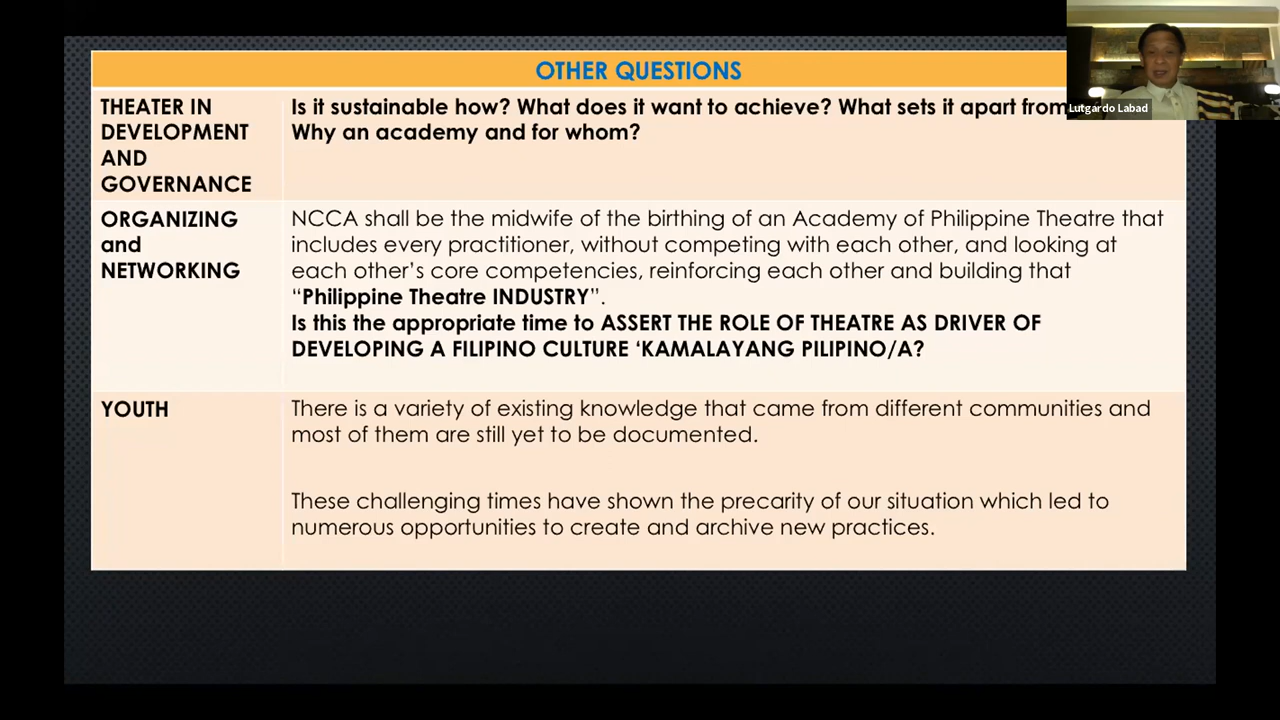 OTHER QUESTIONS
THEATER IN
DEVELOPMENT
AND
GOVERNANCE
Is it sustainable how? What does it want to achieve? What sets it apart from
Why an academy and for whom?
ORGANIZING
and
NETWORKING
NCCA shall be the midwife of the birthing of an Academy of Philippine Theatre that
includes every practitioner, without competing with each other, and looking at
each other’s core competencies, reinforcing each other and building that
“Philippine Theatre INDUSTRY”.
Is this the appropriate time to ASSERT THE ROLE OF THEATRE AS DRIVER OF
DEVELOPING A FILIPINO CULTURE ‘KAMALAYANG PILIPINO/A?
YOUTH
There is a variety of existing knowledge that came from different communities and
most of them are still yet to be documented.
These challenging times have shown the precarity of our situation which led to
numerous opportunities to create and archive new practices.
Lutgardo Labad